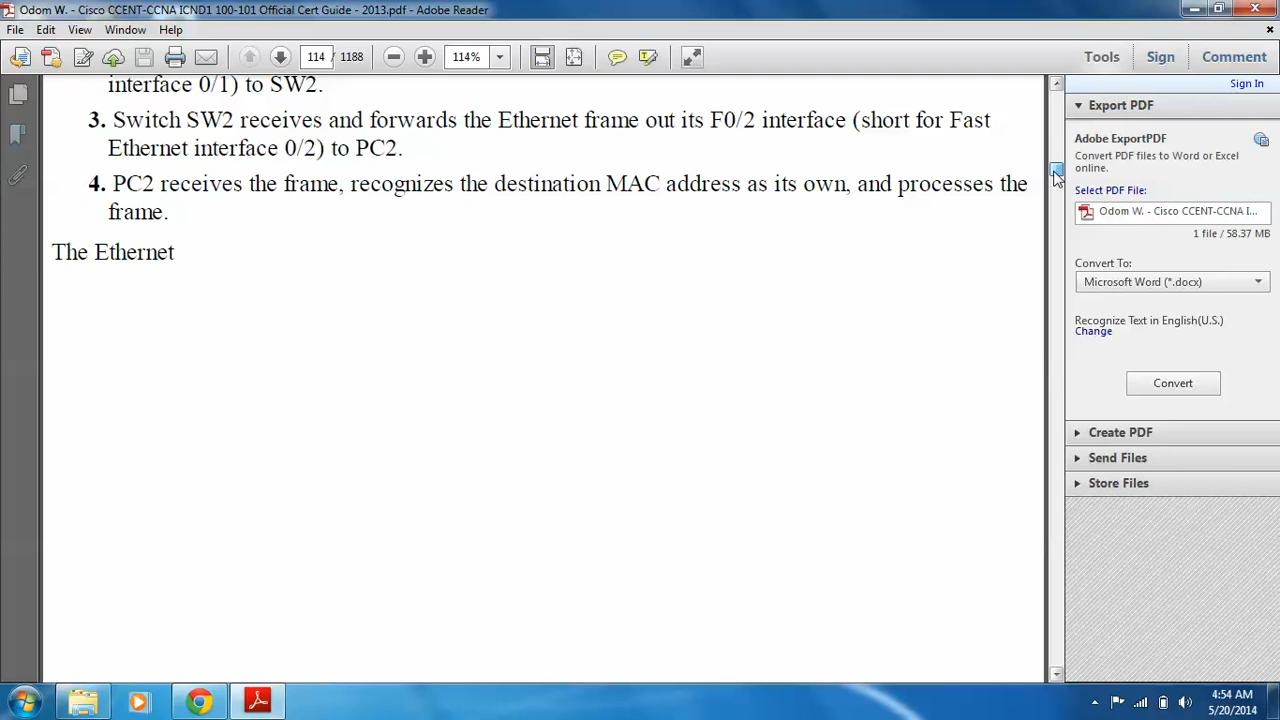 Odom W. - Cisco CCENT-CCNA ICND1 100-101 Official Cert Guide - 2013.pdf - Adobe Reader
File Edit View Window Help
114 / 1188 114% Tools Sign Comment
Sign In
interface 0/1) to SW2.
3. Switch SW2 receives and forwards the Ethernet frame out its F0/2 interface (short for Fast
Ethernet interface 0/2) to PC2.
4. PC2 receives the frame, recognizes the destination MAC address as its own, and processes the
frame.
The Ethernet
Export PDF
Adobe ExportPDF
Convert PDF files to Word or Excel
online.
Select PDF File:
Odom W. - Cisco CCENT-CCNA I...
1 file / 58.37 MB
Convert To:
Microsoft Word (*.docx)
Recognize Text in English(U.S.)
Change
Convert
Create PDF
Send Files
Store Files
4:54 AM
5/20/2014